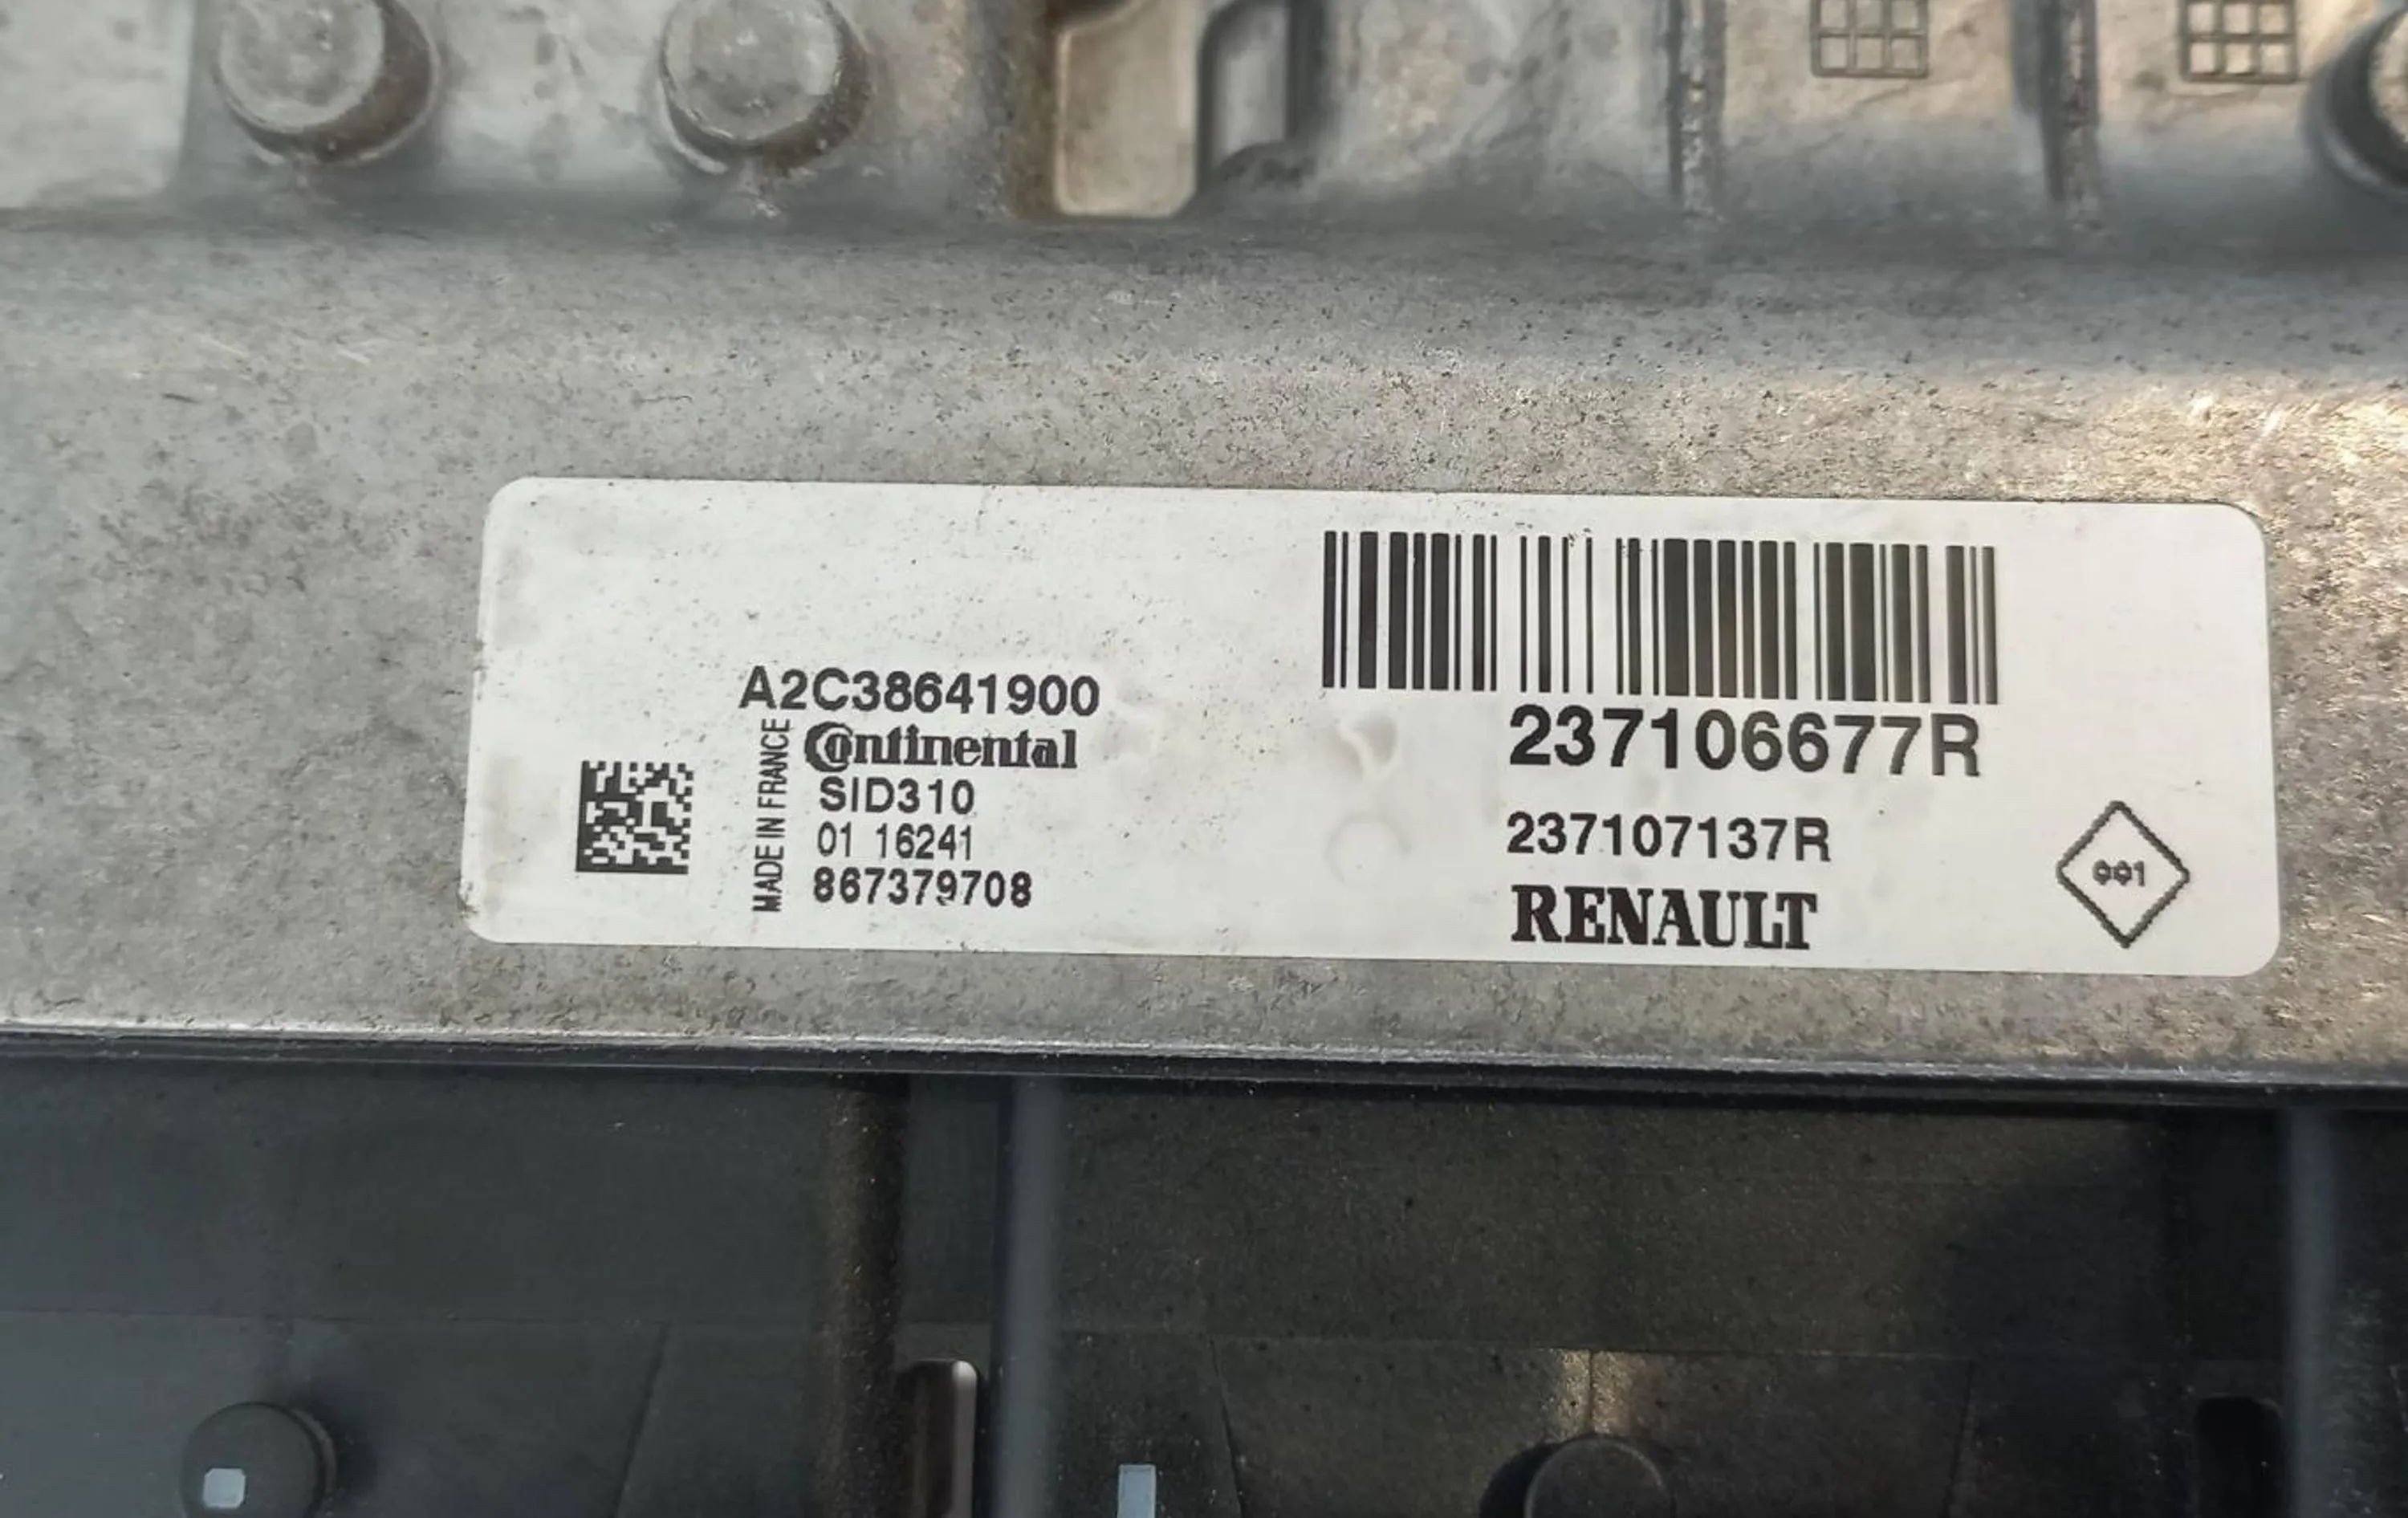 A2C38641900
MADE IN FRANCE
Continental
SID310
01 16241
867379708
237106677R
237107137R
RENAULT
001